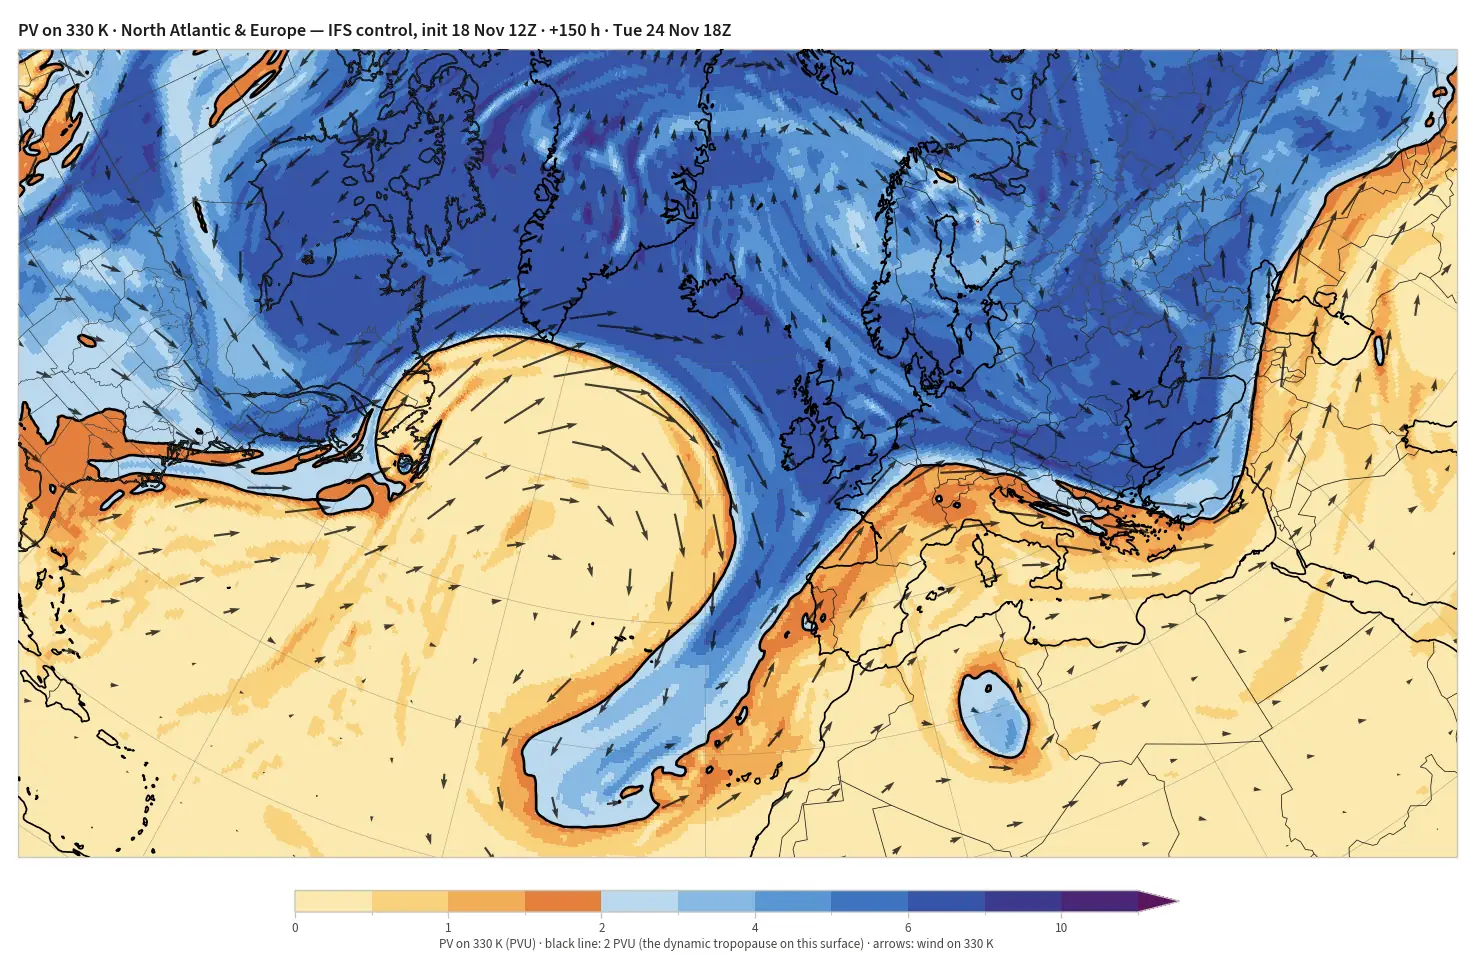 PV on 330 K · North Atlantic & Europe — IFS control, init 18 Nov 12Z · +150 h · Tue 24 Nov 18Z
0 1 2 4 6 10
PV on 330 K (PVU) · black line: 2 PVU (the dynamic tropopause on this surface) · arrows: wind on 330 K